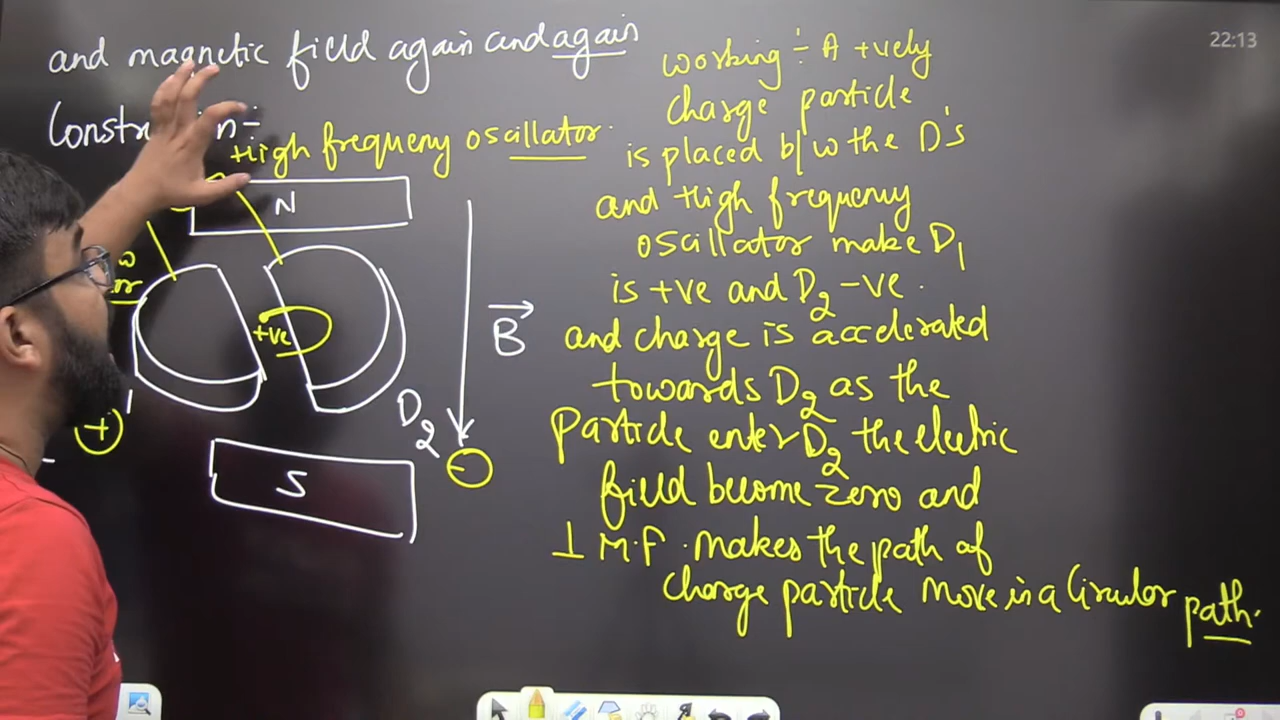 and magnetic field again and again
Constr n :-
High frequeny oscillator.
N
w
or
+ve
B
D2
+
-
S
working :- A +vely
charge particle
is placed b/w the D's
and High frequeny
oscillator make D1
is +ve and D2 -ve.
and charge is accelerated
towards D2 as the
Particle enter D2 the electric
field become zero and
⊥ M.F. makes the path of
charge particle move in a Circular path.
22:13